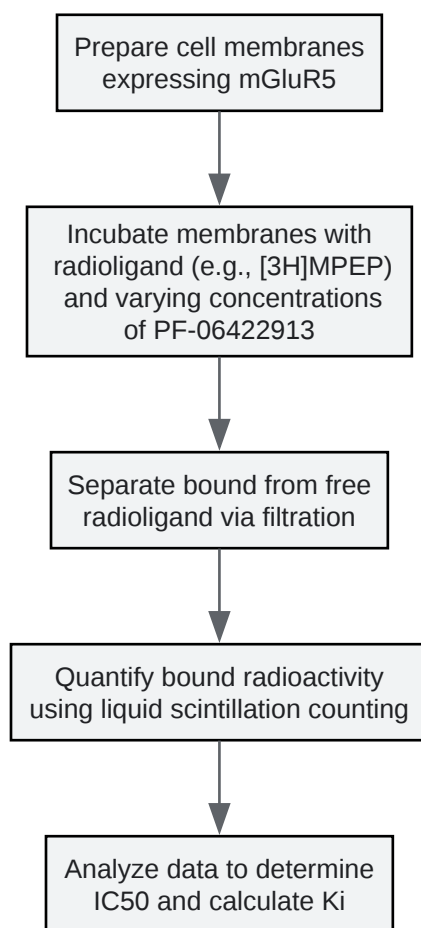 Prepare cell membranes
expressing mGluR5
Incubate membranes with
radioligand (e.g., [3H]MPEP)
and varying concentrations
of PF-06422913
Separate bound from free
radioligand via filtration
Quantify bound radioactivity
using liquid scintillation counting
Analyze data to determine
IC50 and calculate Ki